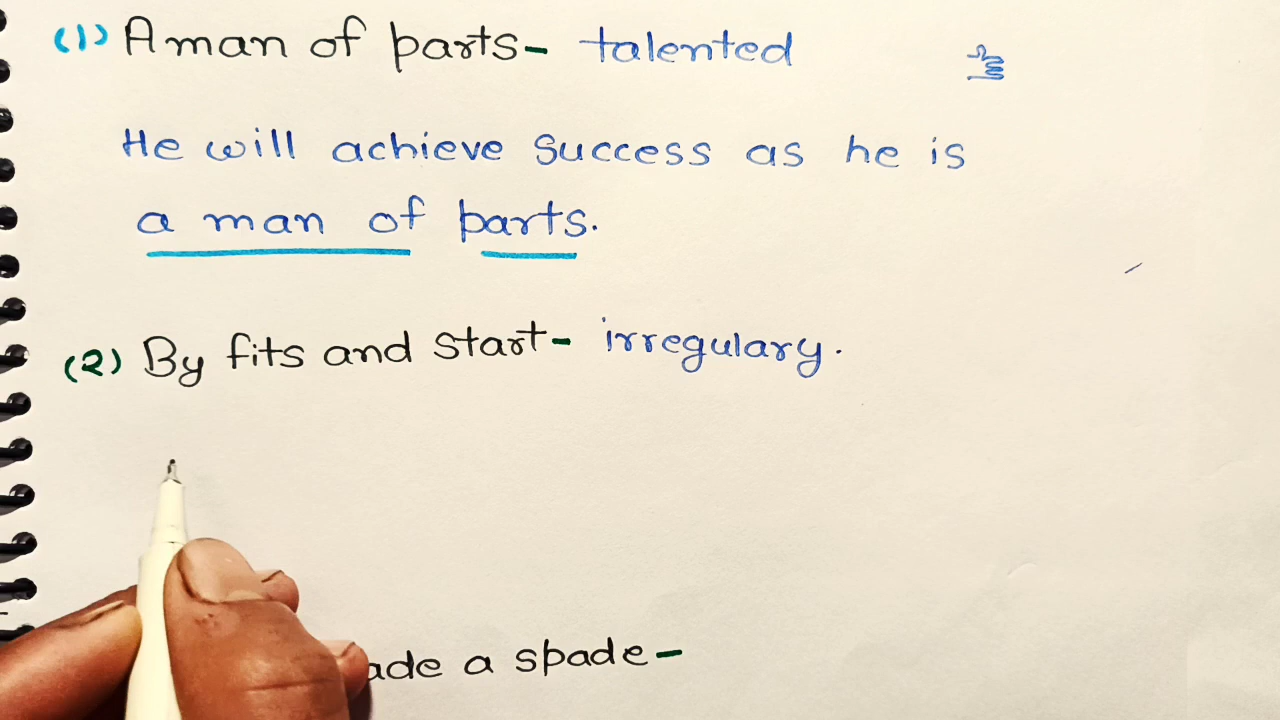 (1) A man of parts- talented
He will achieve success as he is
a man of parts.
(2) By fits and start- irregulary.
a spade-